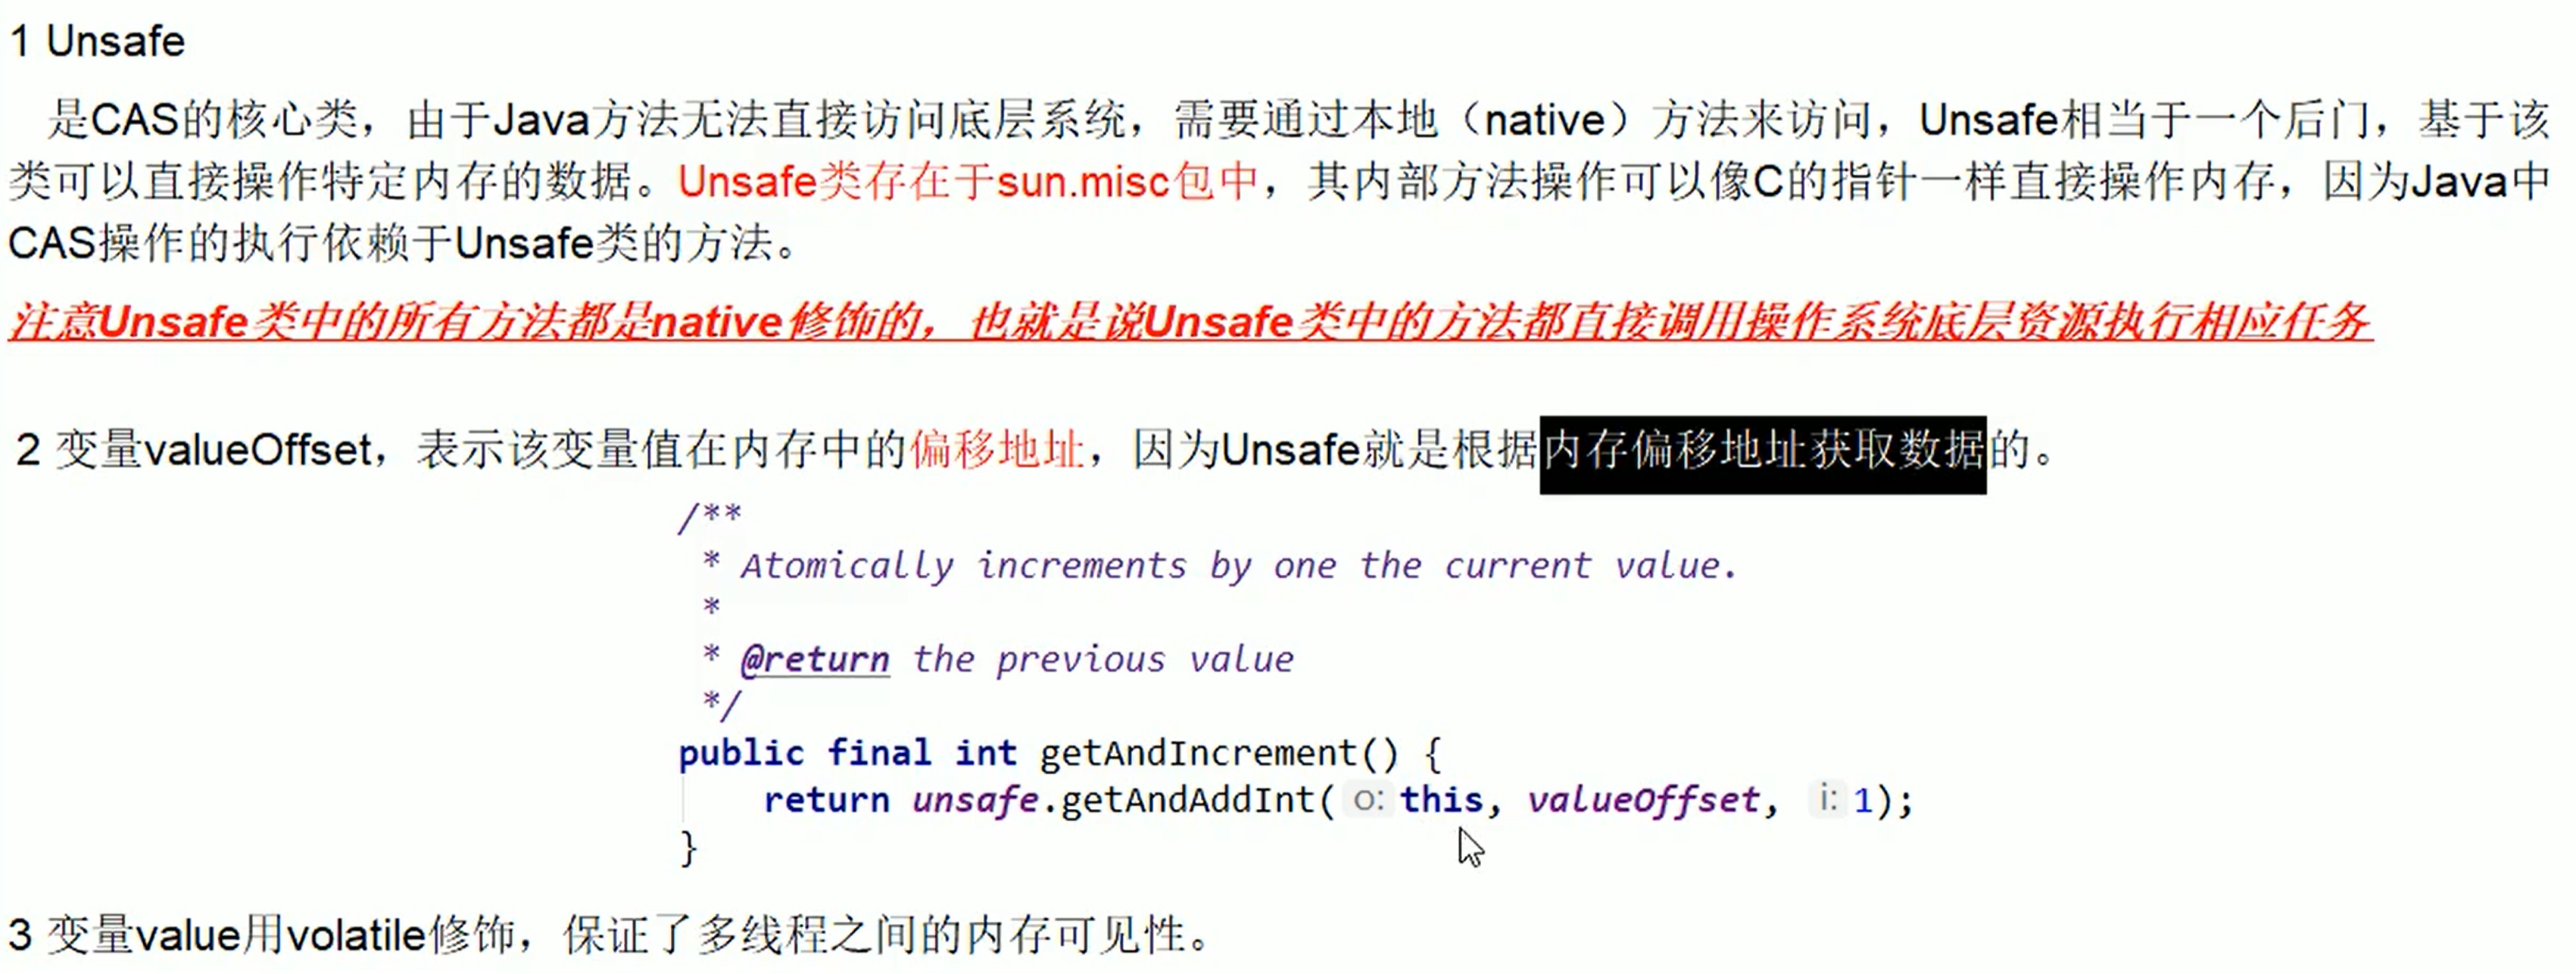 1 Unsafe
是CAS的核心类，由于Java方法无法直接访问底层系统，需要通过本地（native）方法来访问，Unsafe相当于一个后门，基于该
类可以直接操作特定内存的数据。Unsafe类存在于sun.misc包中，其内部方法操作可以像C的指针一样直接操作内存，因为Java中
CAS操作的执行依赖于Unsafe类的方法。
注意Unsafe类中的所有方法都是native修饰的，也就是说Unsafe类中的方法都直接调用操作系统底层资源执行相应任务
2 变量valueOffset，表示该变量值在内存中的偏移地址，因为Unsafe就是根据内存偏移地址获取数据的。
/**
* Atomically increments by one the current value.
*
* @return the previous value
*/
public final int getAndIncrement() {
return unsafe.getAndAddInt( o: this, valueOffset, i: 1);
}
3 变量value用volatile修饰，保证了多线程之间的内存可见性。